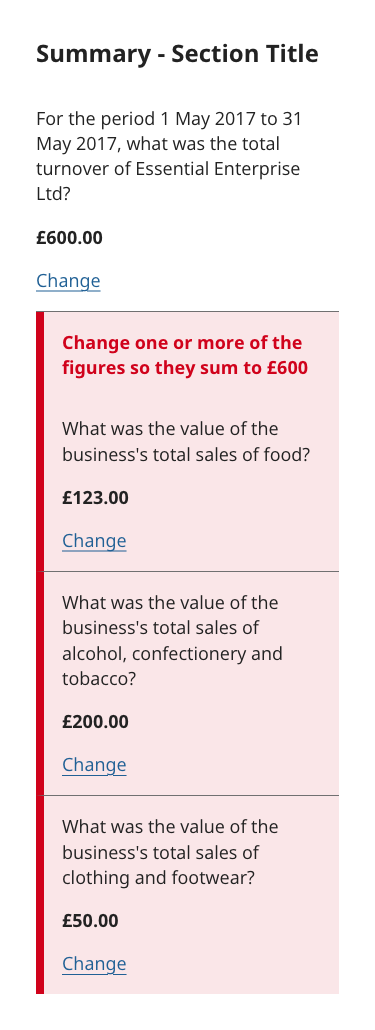 Summary - Section Title
For the period 1 May 2017 to 31
May 2017, what was the total
turnover of Essential Enterprise
Ltd?
£600.00
Change
Change one or more of the
figures so they sum to £600
What was the value of the
business's total sales of food?
£123.00
Change
What was the value of the
business's total sales of
alcohol, confectionery and
tobacco?
£200.00
Change
What was the value of the
business's total sales of
clothing and footwear?
£50.00
Change